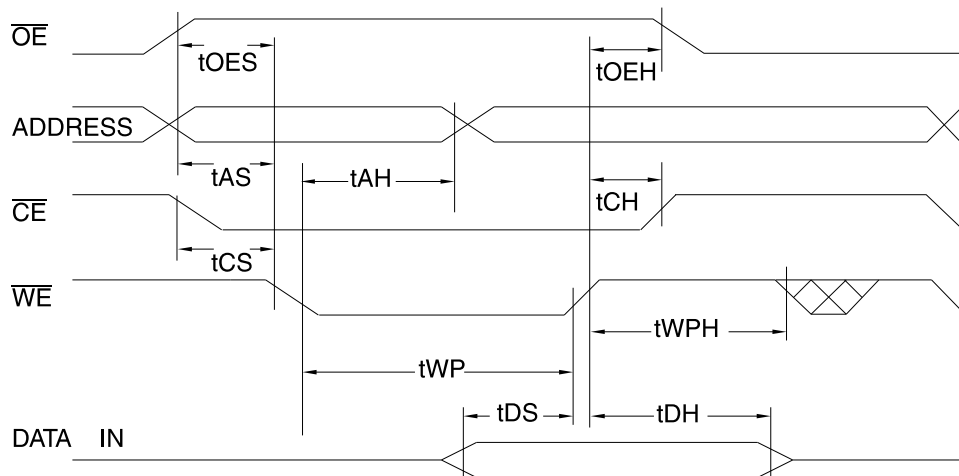 OE
tOES
tOEH
ADDRESS
tAS
tAH
tCH
CE
tCS
WE
tWPH
tWP
tDS
tDH
DATA IN